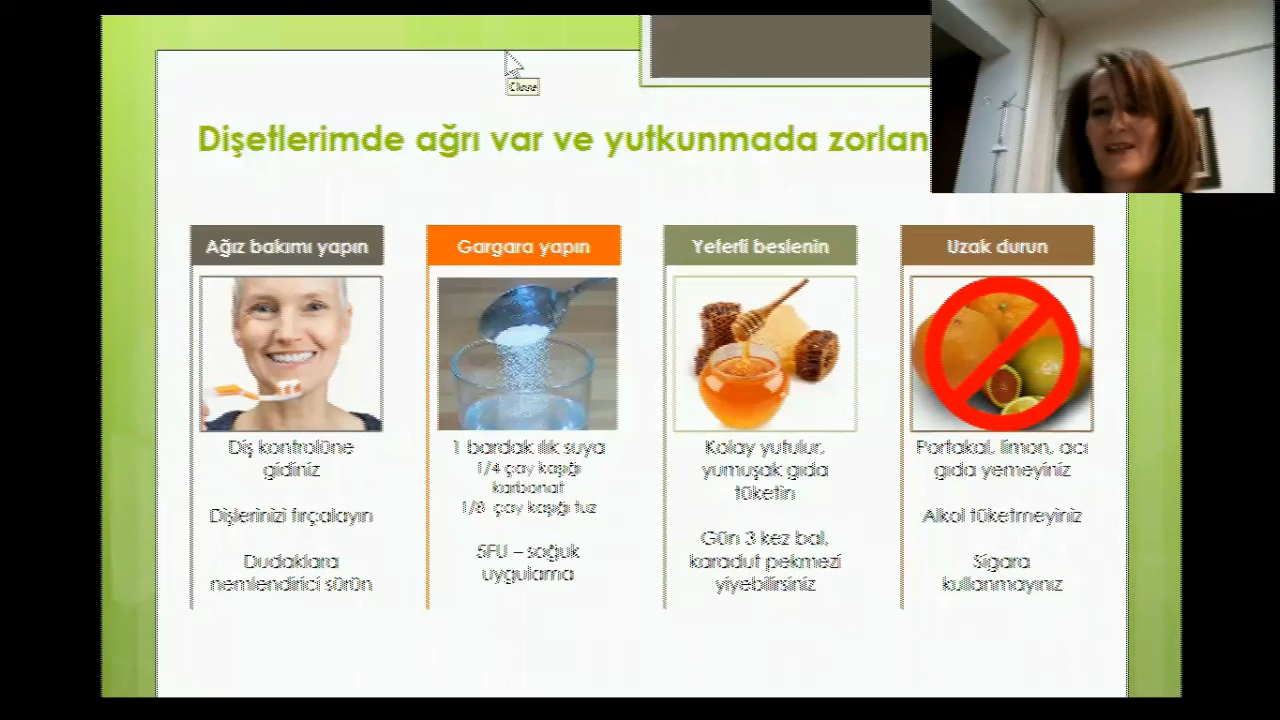 Close
Dişetlerimde ağrı var ve yutkunmada zorlan
Ağız bakımı yapın
Diş kontrolüne
gidiniz
Dişlerinizi fırçalayın
Dudaklara
nemlendirici sürün
Gargara yapın
1 bardak ılık suya
1/4 çay kaşığı
karbonat
1/8 çay kaşığı tuz
5FU – soğuk
uygulama
Yeterli beslenin
Kolay yutulur,
yumuşak gıda
tüketin
Gün 3 kez bal,
karadut pekmezi
yiyebilirsiniz
Uzak durun
Portakal, limon, acı
gıda yemeyiniz
Alkol tüketmeyiniz
Sigara
kullanmayınız